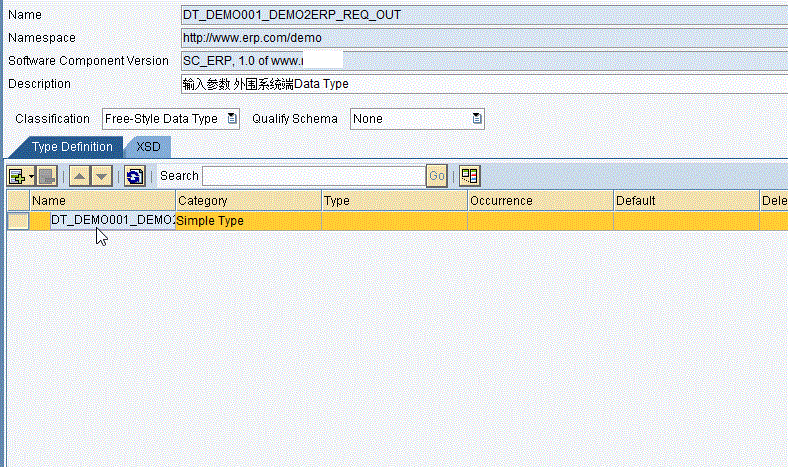 Name DT_DEMO001_DEMO2ERP_REQ_OUT
Namespace http://www.erp.com/demo
Software Component Version SC_ERP, 1.0 of www.
Description 输入参数 外围系统端Data Type
Classification Free-Style Data Type Qualify Schema None
Type Definition XSD
Search Go
Name Category Type Occurrence Default Dele
DT_DEMO001_DEMO2 Simple Type